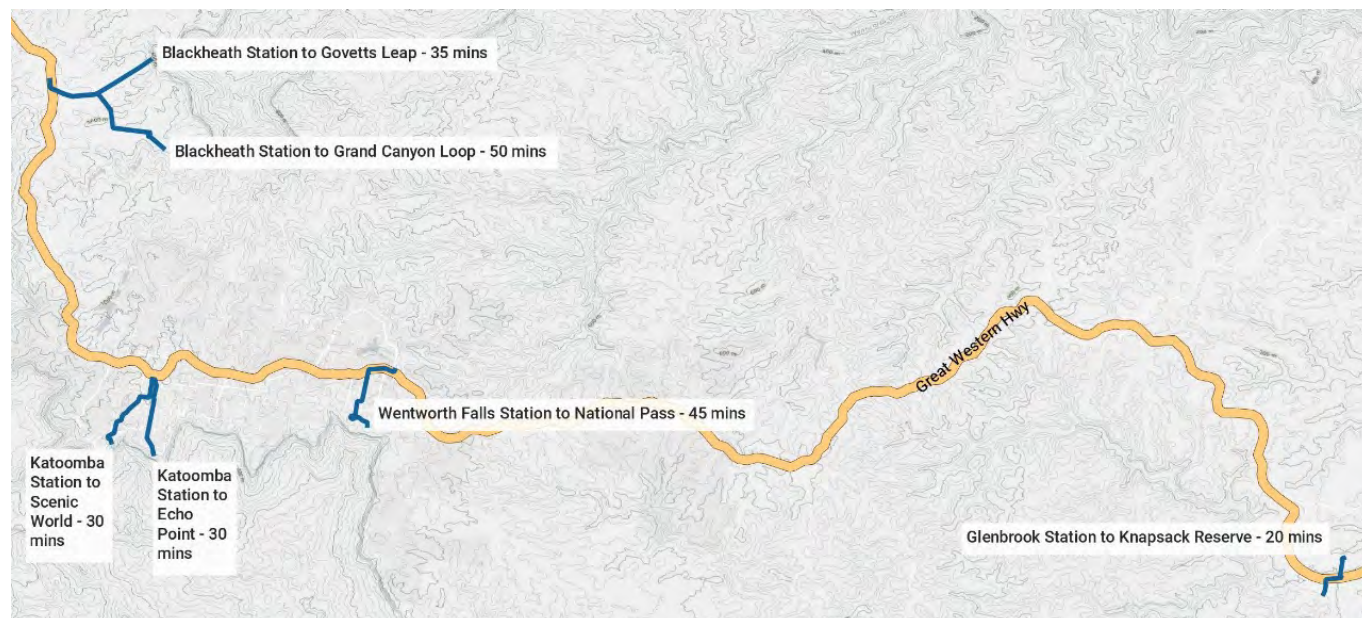 Blackheath Station to Govetts Leap - 35 mins
Blackheath Station to Grand Canyon Loop - 50 mins
Great Western Hwy
Wentworth Falls Station to National Pass - 45 mins
Katoomba
Station to
Scenic
World - 30
mins
Katoomba
Station to
Echo
Point - 30
mins
Glenbrook Station to Knapsack Reserve - 20 mins